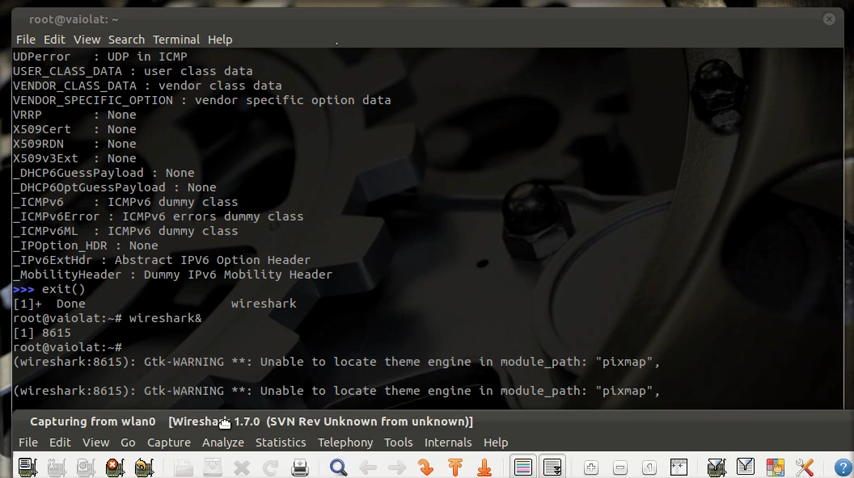 root@vaiolat: ~
File Edit View Search Terminal Help
UDPerror : UDP in ICMP
USER_CLASS_DATA : user class data
VENDOR_CLASS_DATA : vendor class data
VENDOR_SPECIFIC_OPTION : vendor specific option data
VRRP : None
X509Cert : None
X509RDN : None
X509v3Ext : None
_DHCP6GuessPayload : None
_DHCP6OptGuessPayload : None
_ICMPv6 : ICMPv6 dummy class
_ICMPv6Error : ICMPv6 errors dummy class
_ICMPv6ML : ICMPv6 dummy class
_IPOption_HDR : None
_IPv6ExtHdr : Abstract IPV6 Option Header
_MobilityHeader : Dummy IPV6 Mobility Header
>>> exit()
[1]+ Done wireshark
root@vaiolat:~# wireshark&
[1] 8615
root@vaiolat:~#
(wireshark:8615): Gtk-WARNING **: Unable to locate theme engine in module_path: "pixmap",
(wireshark:8615): Gtk-WARNING **: Unable to locate theme engine in module_path: "pixmap",
Capturing from wlan0 [Wireshark 1.7.0 (SVN Rev Unknown from unknown)]
File Edit View Go Capture Analyze Statistics Telephony Tools Internals Help